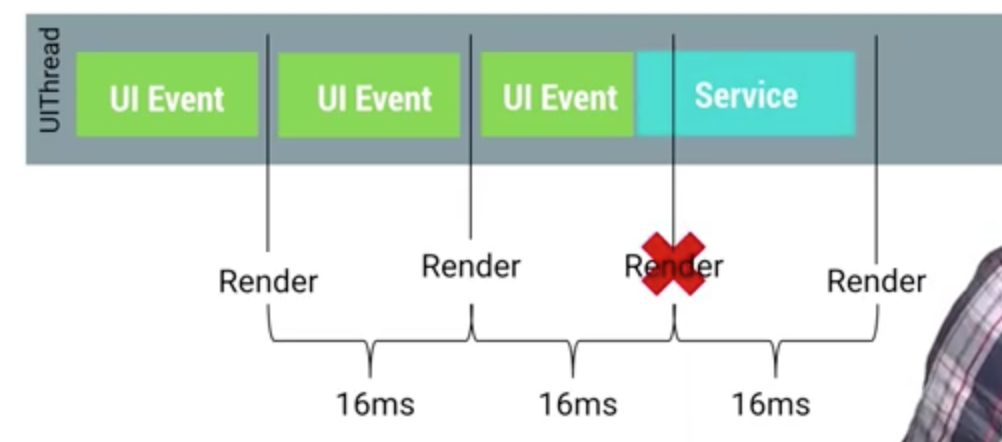 UIThread
UI Event
UI Event
UI Event
Service
Render
Render
Render
Render
16ms
16ms
16ms